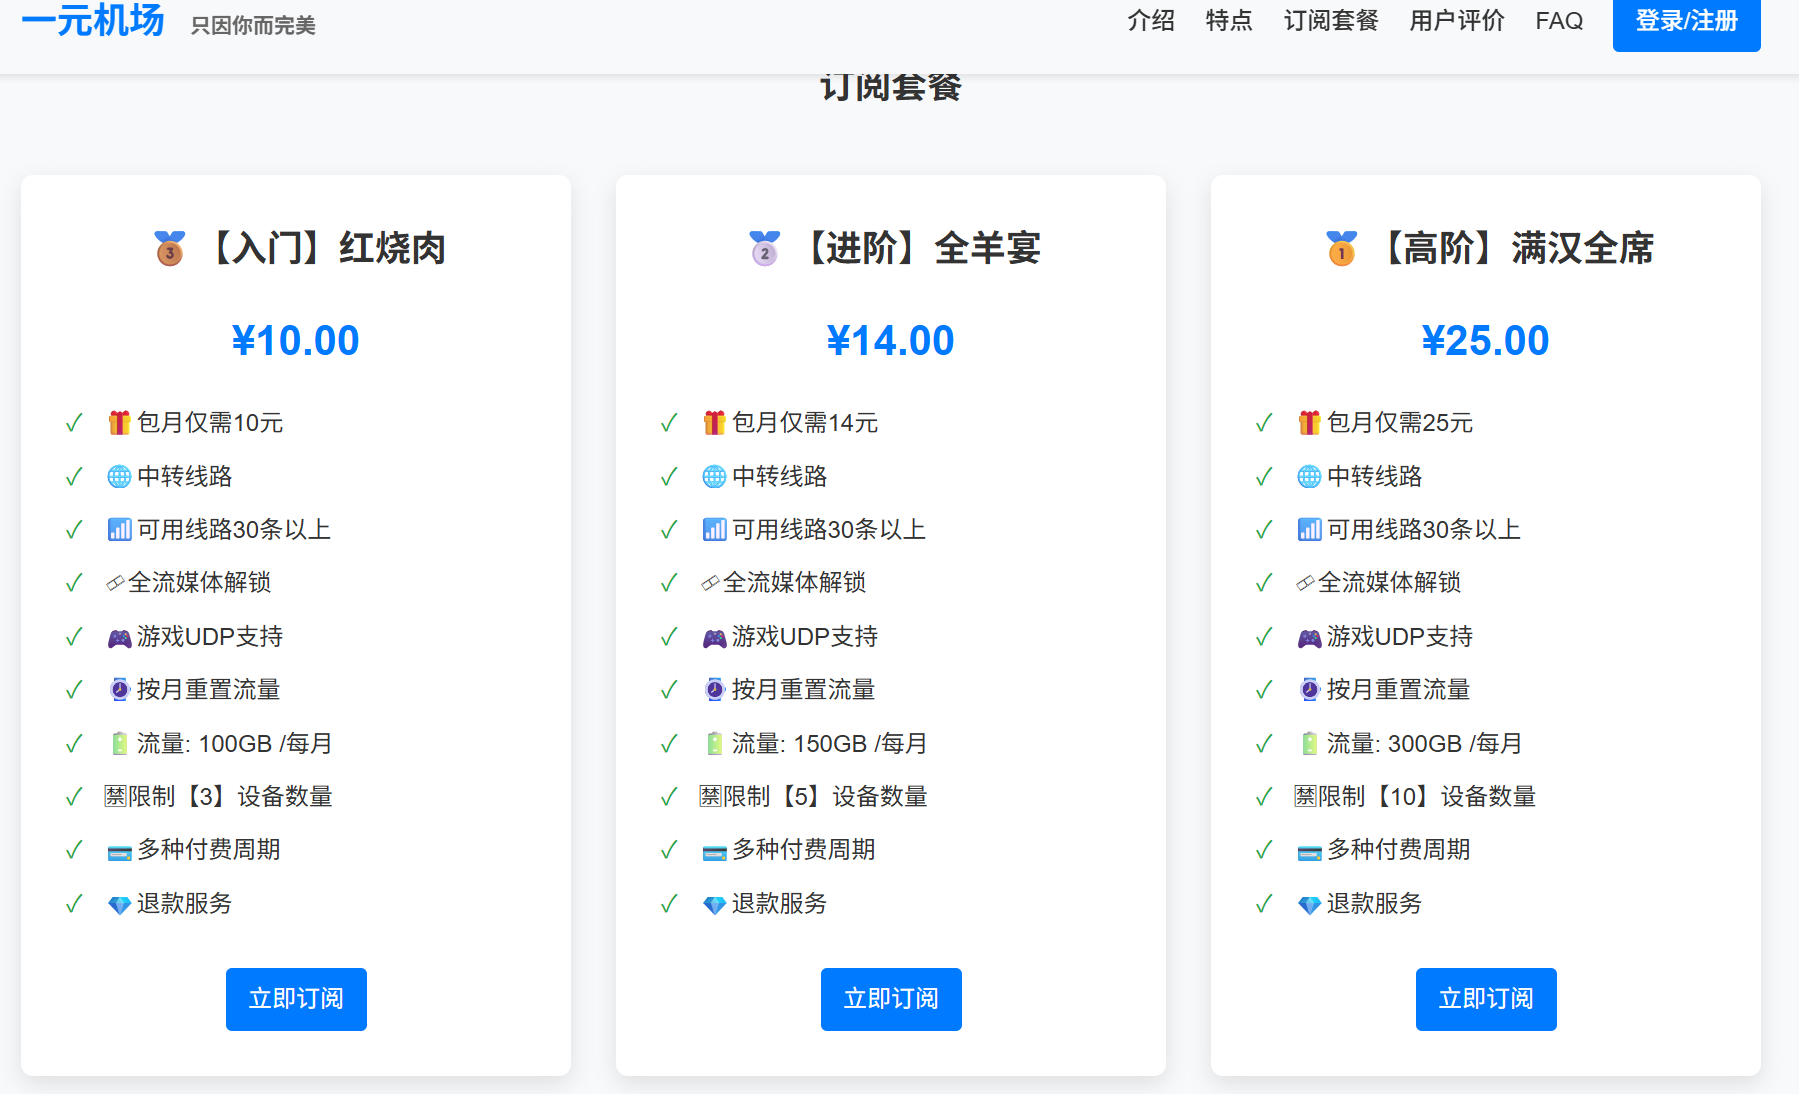 一元机场 只因你而完美 介绍 特点 订阅套餐 用户评价 FAQ 登录/注册
订阅套餐
🥉 【入门】红烧肉
¥10.00
✓ 🎁包月仅需10元
✓ 🌐中转线路
✓ 📶可用线路30条以上
✓ 全流媒体解锁
✓ 🎮游戏UDP支持
✓ ⌚按月重置流量
✓ 🔋流量: 100GB /每月
✓ 🈲限制【3】设备数量
✓ 💳多种付费周期
✓ 💎退款服务
立即订阅
🥈 【进阶】全羊宴
¥14.00
✓ 🎁包月仅需14元
✓ 🌐中转线路
✓ 📶可用线路30条以上
✓ 全流媒体解锁
✓ 🎮游戏UDP支持
✓ ⌚按月重置流量
✓ 🔋流量: 150GB /每月
✓ 🈲限制【5】设备数量
✓ 💳多种付费周期
✓ 💎退款服务
立即订阅
🥇 【高阶】满汉全席
¥25.00
✓ 🎁包月仅需25元
✓ 🌐中转线路
✓ 📶可用线路30条以上
✓ 全流媒体解锁
✓ 🎮游戏UDP支持
✓ ⌚按月重置流量
✓ 🔋流量: 300GB /每月
✓ 🈲限制【10】设备数量
✓ 💳多种付费周期
✓ 💎退款服务
立即订阅